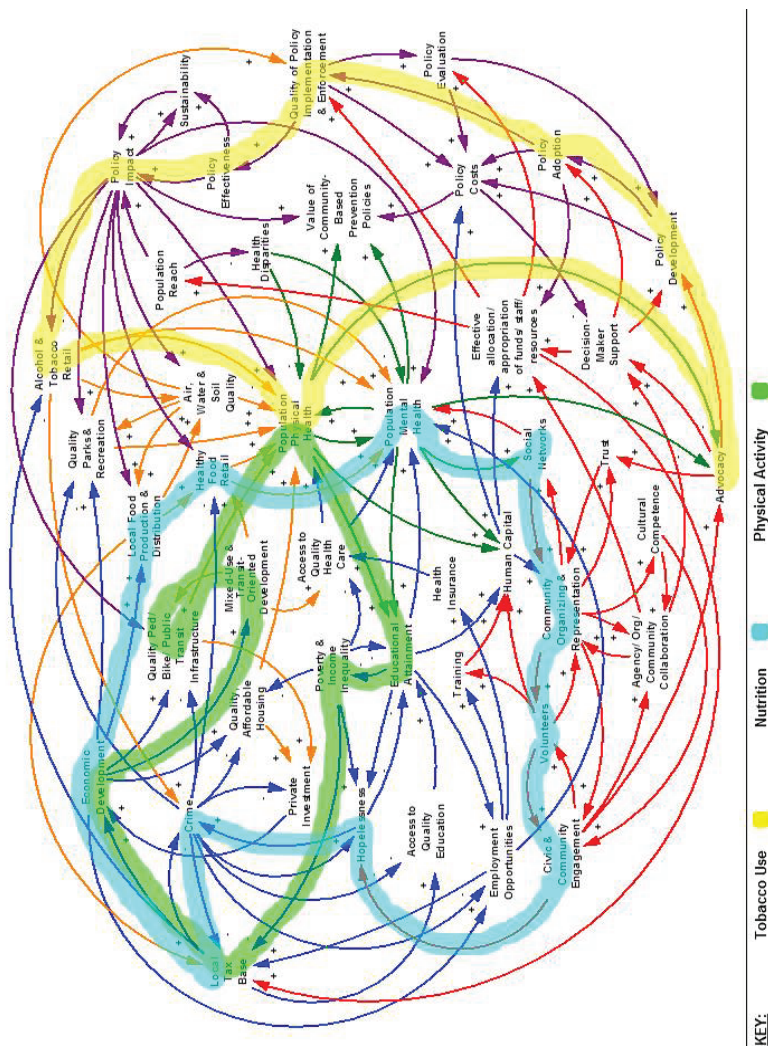 Sustainability
Quality of Policy
Implementation
& Enforcement
Policy
Evaluation
Policy
Impact
Policy
Effectiveness
Policy
Adoption
Policy
Costs
Value of
Community-
Based
Prevention
Policies
Policy
Development
Health
Disparities
Population
Reach
Effective
allocation/
appropriation
of funds/ staff/
resources
Decision-
Maker
Support
Alcohol &
Tobacco
Retail
Air,
Water & Soil
Quality
Quality
Parks &
Recreation
Population
Physical
Health
Population
Mental
Health
Social
Networks
Trust
Advocacy
Healthy
Food
Retail
Local Food
Production &
Distribution
Human Capital
Cultural
Competence
Mixed-Use &
Transit-
Oriented
Development
Access to
Quality
Health
Care
Health
Insurance
Community
Organizing &
Representation
Quality Ped/
Bike/ Public
Transit
Infrastructure
Poverty &
Income
Inequality
Educational
Attainment
Training
Agency/ Org/
Community
Collaboration
Quality
Affordable
Housing
Volunteers
Economic
Development
Crime
Private
Investment
Hopelessness
Access to
Quality
Education
Employment
Opportunities
Civic &
Community
Engagement
Local
Tax
Base
KEY:
Tobacco Use
Nutrition
Physical Activity